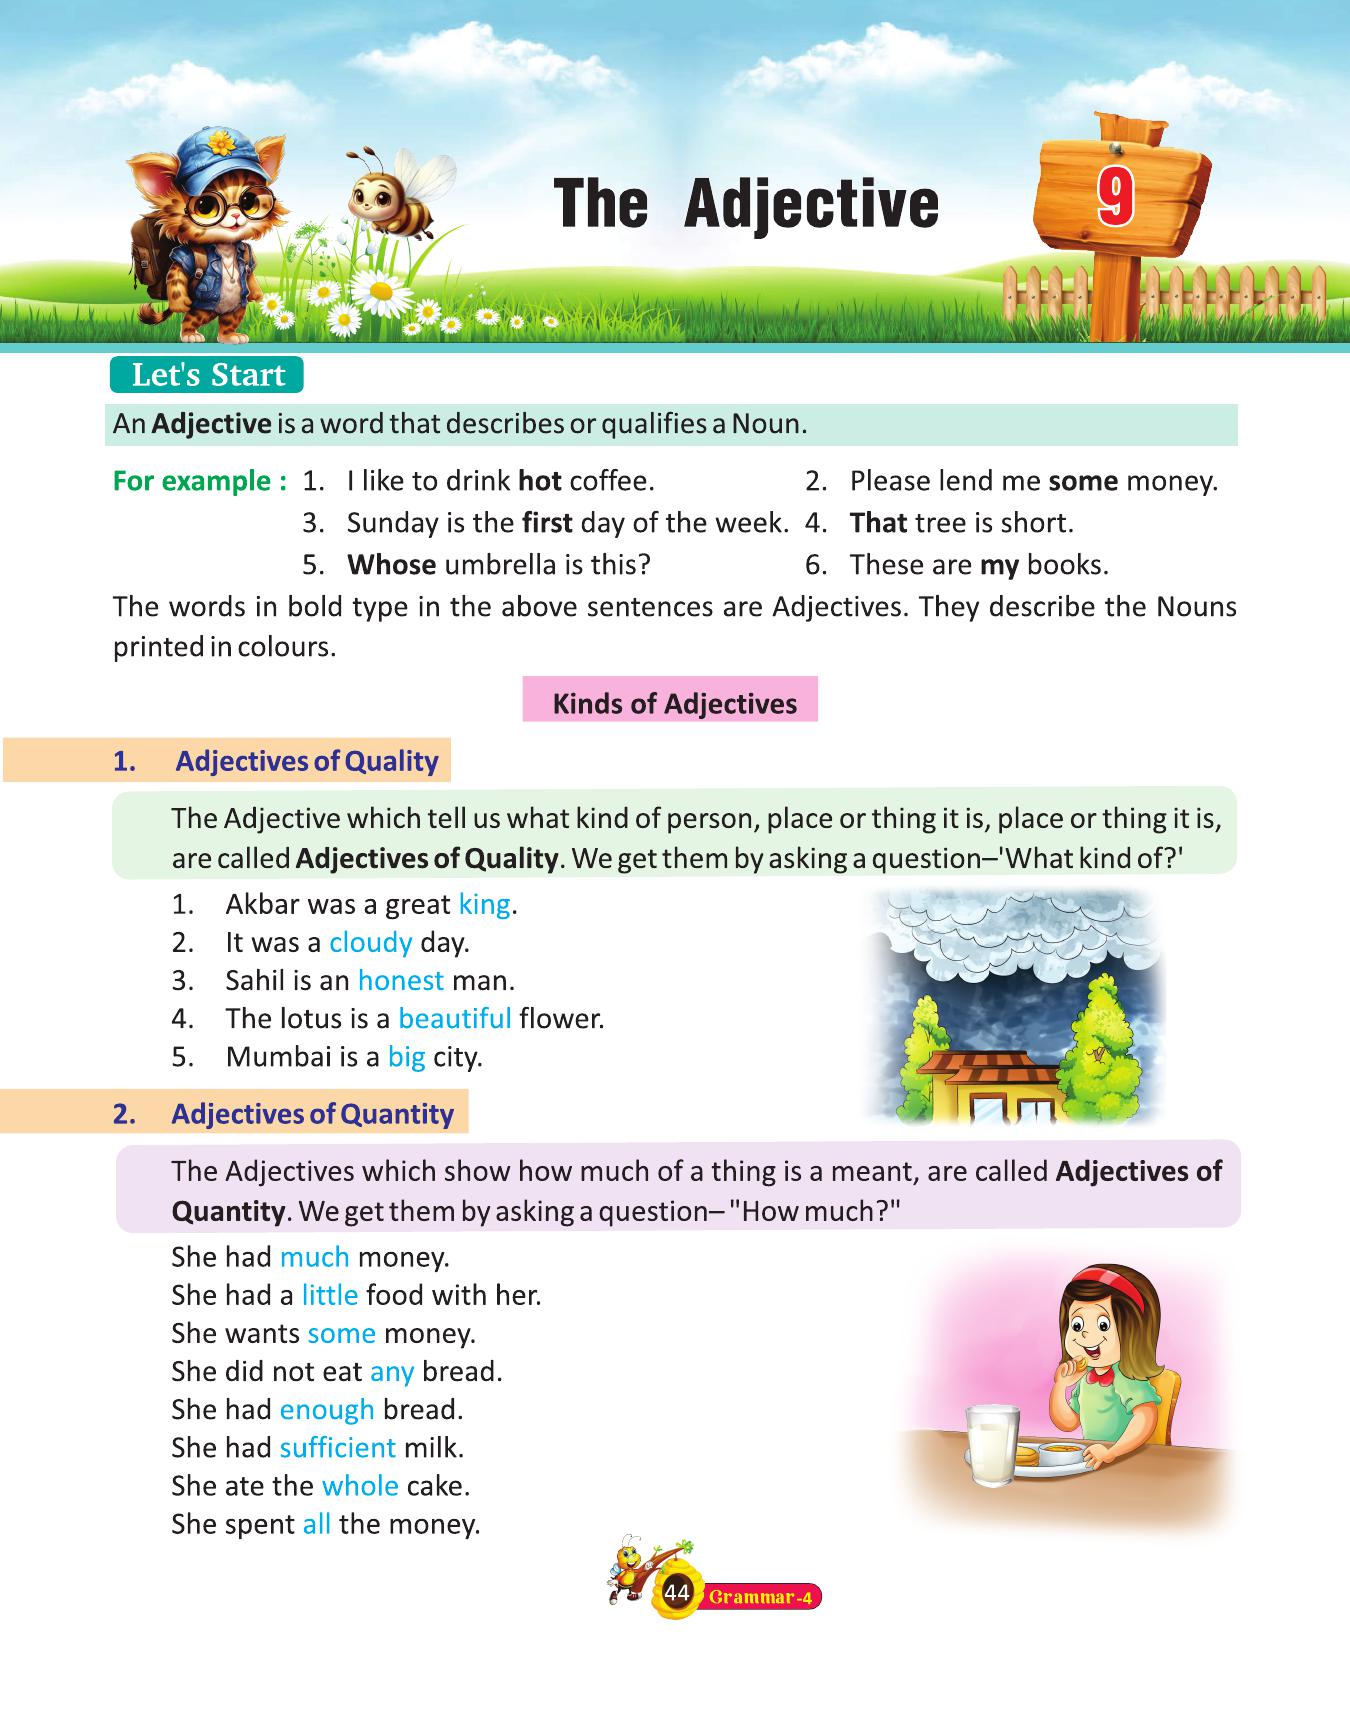 The Adjective
9
Let's Start
An Adjective is a word that describes or qualifies a Noun.
For example : 1. I like to drink hot coffee. 2. Please lend me some money.
3. Sunday is the first day of the week. 4. That tree is short.
5. Whose umbrella is this? 6. These are my books.
The words in bold type in the above sentences are Adjectives. They describe the Nouns
printed in colours.
Kinds of Adjectives
1. Adjectives of Quality
The Adjective which tell us what kind of person, place or thing it is, place or thing it is,
are called Adjectives of Quality. We get them by asking a question–'What kind of?'
1. Akbar was a great king.
2. It was a cloudy day.
3. Sahil is an honest man.
4. The lotus is a beautiful flower.
5. Mumbai is a big city.
2. Adjectives of Quantity
The Adjectives which show how much of a thing is a meant, are called Adjectives of
Quantity. We get them by asking a question– "How much?"
She had much money.
She had a little food with her.
She wants some money.
She did not eat any bread.
She had enough bread.
She had sufficient milk.
She ate the whole cake.
She spent all the money.
44 Grammar-4